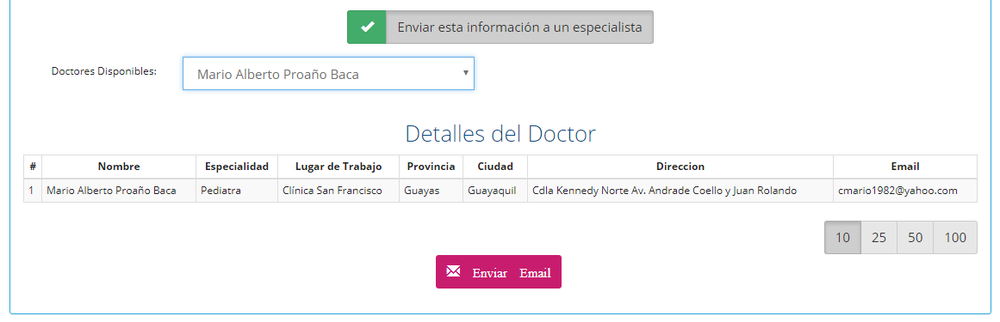 Enviar esta información a un especialista
Doctores Disponibles: Mario Alberto Proaño Baca
Detalles del Doctor
# Nombre Especialidad Lugar de Trabajo Provincia Ciudad Direccion Email
1 Mario Alberto Proaño Baca Pediatra Clínica San Francisco Guayas Guayaquil Cdla Kennedy Norte Av. Andrade Coello y Juan Rolando cmario1982@yahoo.com
10 25 50 100
Enviar Email